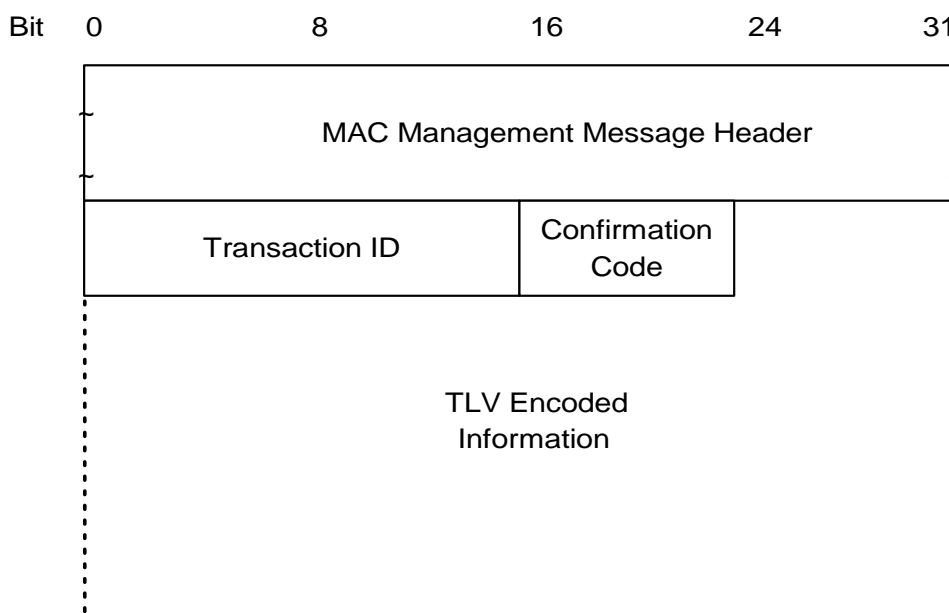 Bit 0 8 16 24 31
MAC Management Message Header
Transaction ID
Confirmation
Code
TLV Encoded
Information